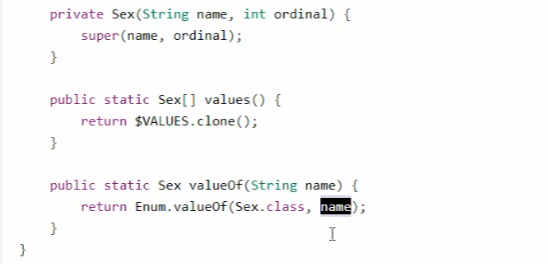 private Sex(String name, int ordinal) {
super(name, ordinal);
}
public static Sex[] values() {
return $VALUES.clone();
}
public static Sex valueOf(String name) {
return Enum.valueOf(Sex.class, name);
}
}